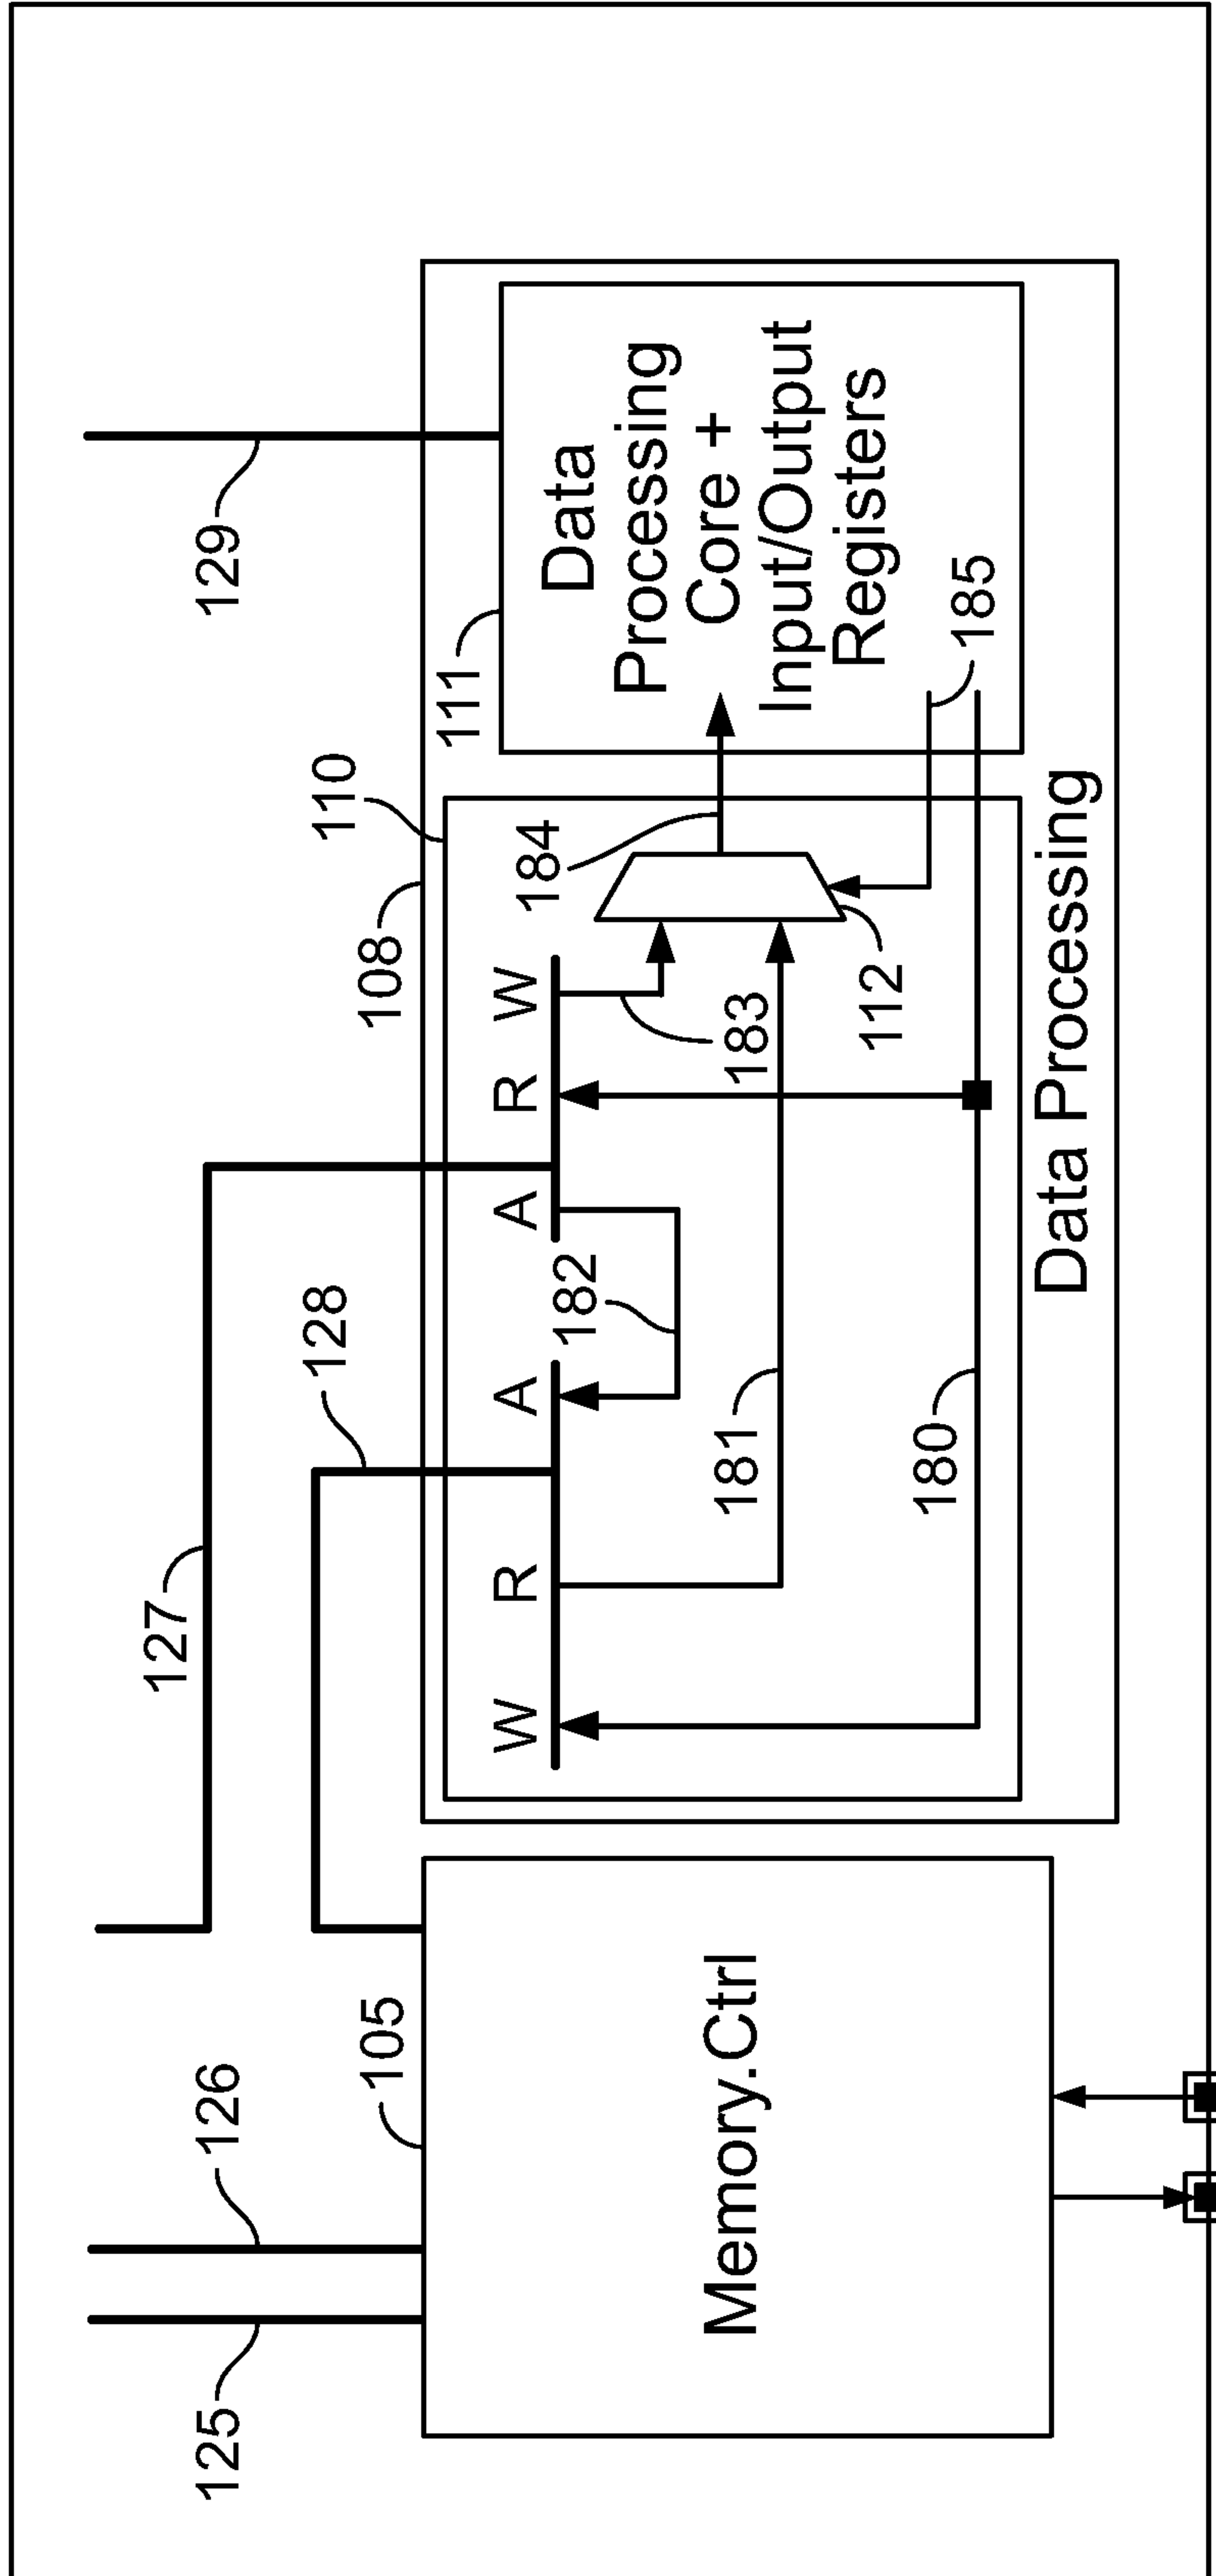 129
111
Data
Processing
Core +
Input/Output
Registers
185
110
108
184
W
R
A
183
112
182
128
A
R
W
181
180
127
Data Processing
105
126
125
Memory.Ctrl